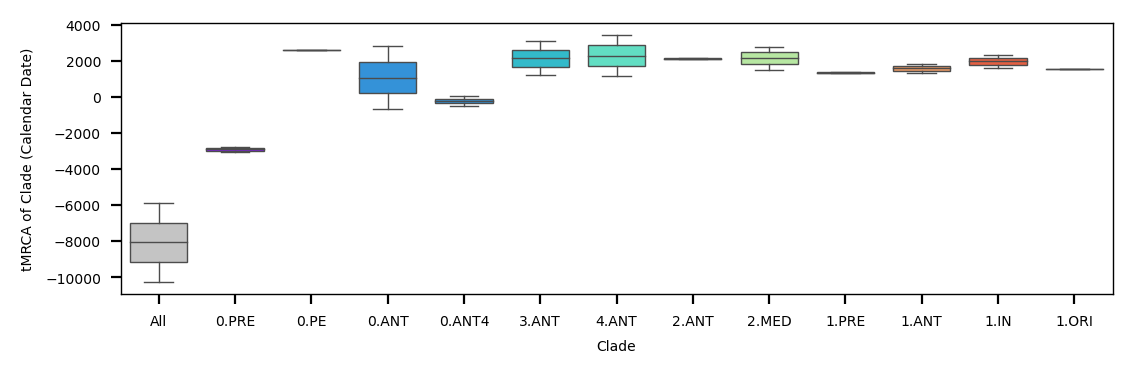 tMRCA of Clade (Calendar Date)
4000
2000
0
−2000
−4000
−6000
−8000
−10000
All 0.PRE 0.PE 0.ANT 0.ANT4 3.ANT 4.ANT 2.ANT 2.MED 1.PRE 1.ANT 1.IN 1.ORI
Clade